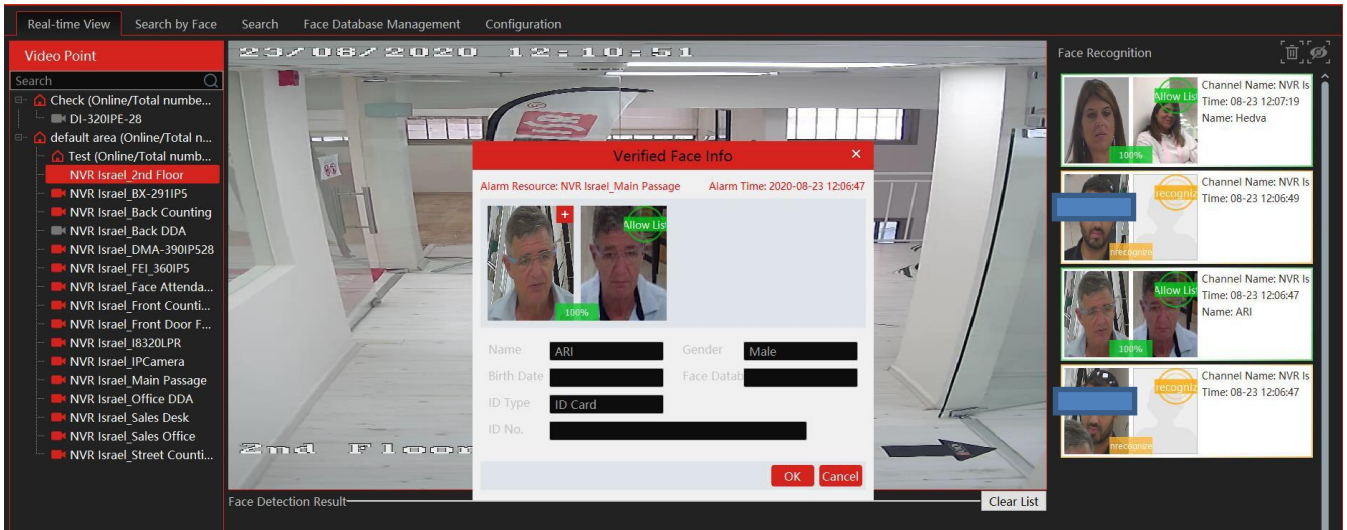 Real-time View Search by Face Search Face Database Management Configuration
Video Point
Search
Check (Online/Total numbe...
DI-320IPE-28
default area (Online/Total n...
Test (Online/Total numb...
NVR Israel_2nd Floor
NVR Israel_BX-291IP5
NVR Israel_Back Counting
NVR Israel_Back DDA
NVR Israel_DMA-390IP528
NVR Israel_FEI_360IP5
NVR Israel_Face Attenda...
NVR Israel_Front Counti...
NVR Israel_Front Door F...
NVR Israel_I8320LPR
NVR Israel_IPCamera
NVR Israel_Main Passage
NVR Israel_Office DDA
NVR Israel_Sales Desk
NVR Israel_Sales Office
NVR Israel_Street Counti...
23/08/2020 12:10:51
2nd Floor
Verified Face Info ×
Alarm Resource: NVR Israel_Main Passage Alarm Time: 2020-08-23 12:06:47
+
Allow Lis
100%
Name ARI Gender Male
Birth Date Face Datab
ID Type ID Card
ID No.
OK Cancel
Face Detection Result Clear List
Face Recognition
Allow Lis
100%
Channel Name: NVR Is
Time: 08-23 12:07:19
Name: Hedva
recogniz
nrecognize
Channel Name: NVR Is
Time: 08-23 12:06:49
Allow Lis
100%
Channel Name: NVR Is
Time: 08-23 12:06:47
Name: ARI
recogniz
nrecognize
Channel Name: NVR Is
Time: 08-23 12:06:47